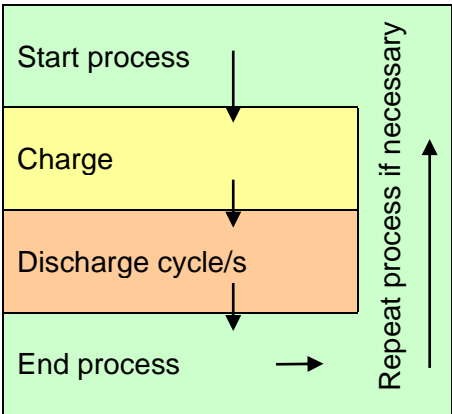 Start process
Charge
Discharge cycle/s
End process
Repeat process if necessary